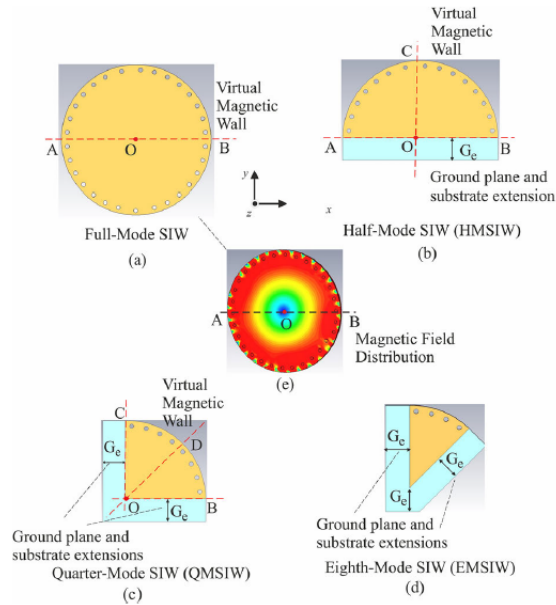 Virtual
Magnetic
Wall
A
O
B
y
z
x
Full-Mode SIW
(a)
C
Virtual
Magnetic
Wall
A
O
B
Ge
Ground plane and
substrate extension
Half-Mode SIW (HMSIW)
(b)
A
O
B
Magnetic Field
Distribution
(e)
Virtual
Magnetic
Wall
C
D
Ge
O
B
Ge
Ground plane and
substrate extensions
Quarter-Mode SIW (QMSIW)
(c)
Ge
Ge
Ge
Ground plane and
substrate extensions
Eighth-Mode SIW (EMSIW)
(d)